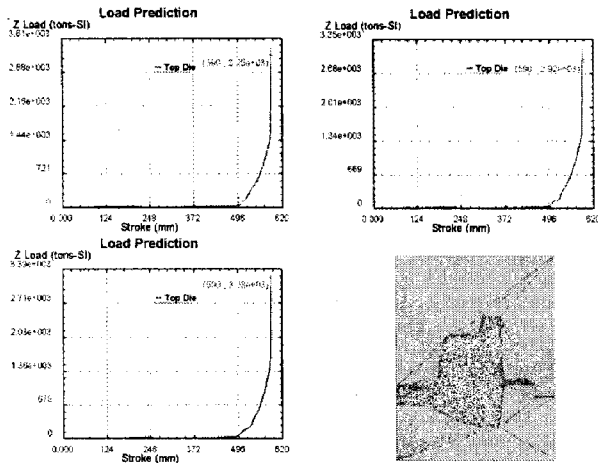 Load Prediction
Z Load (tons-SI)
2.88e+003
1.44e+003
721
0
Top Die
0.000 124 248 372 496 620
Stroke (mm)
Load Prediction
Z Load (tons-SI)
3.25e+003
2.68e+003
2.01e+003
1.34e+003
669
0
Top Die
0.000 124 248 372 496 620
Stroke (mm)
Load Prediction
Z Load (tons-SI)
2.71e+003
2.03e+003
1.36e+003
678
0
Top Die
0.000 124 248 372 496 620
Stroke (mm)